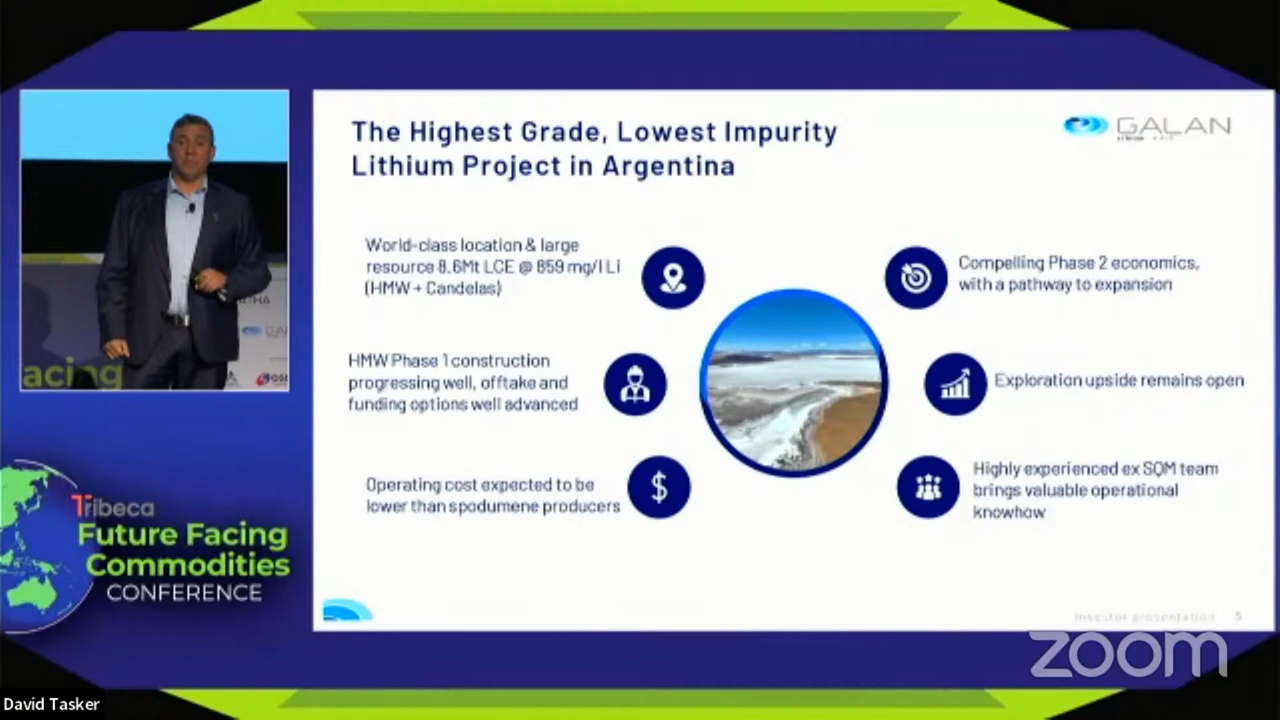 The Highest Grade, Lowest Impurity
Lithium Project in Argentina
GALAN
World-class location & large
resource 8.6Mt LCE @ 859 mg/l Li
(HMW + Candelas)
HMW Phase 1 construction
progressing well, offtake and
funding options well advanced
Operating cost expected to be
lower than spodumene producers
$
Compelling Phase 2 economics,
with a pathway to expansion
Exploration upside remains open
Highly experienced ex SQM team
brings valuable operational
knowhow
Investor presentation 5
acing
GALAN
Tribeca
Future Facing
Commodities
CONFERENCE
zoom
David Tasker